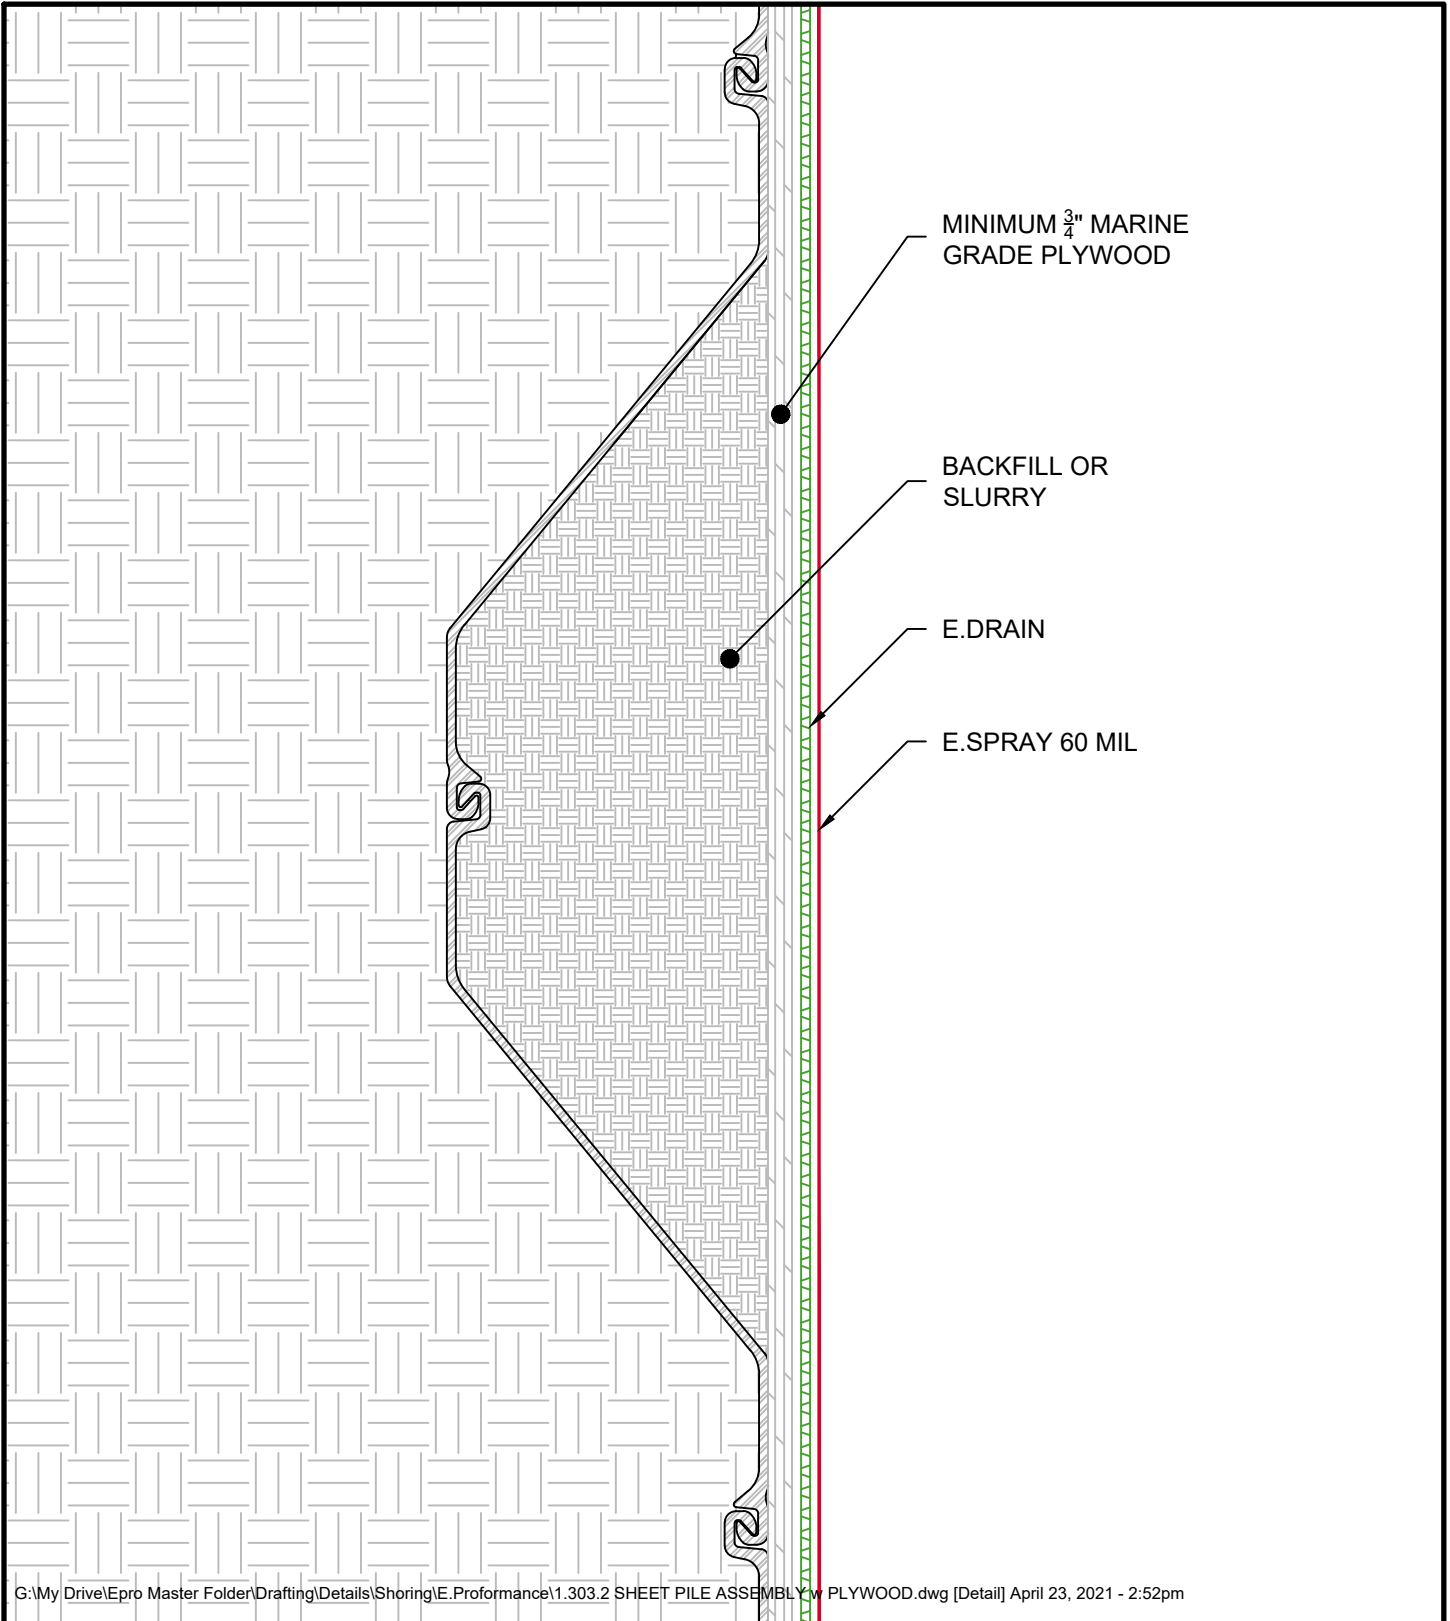 MINIMUM 3/4" MARINE
GRADE PLYWOOD
BACKFILL OR
SLURRY
E.DRAIN
E.SPRAY 60 MIL
G:\My Drive\Epro Master Folder\Drafting\Details\Shoring\E.Proformance\1.303.2 SHEET PILE ASSEMBLY w PLYWOOD.dwg [Detail] April 23, 2021 - 2:52pm